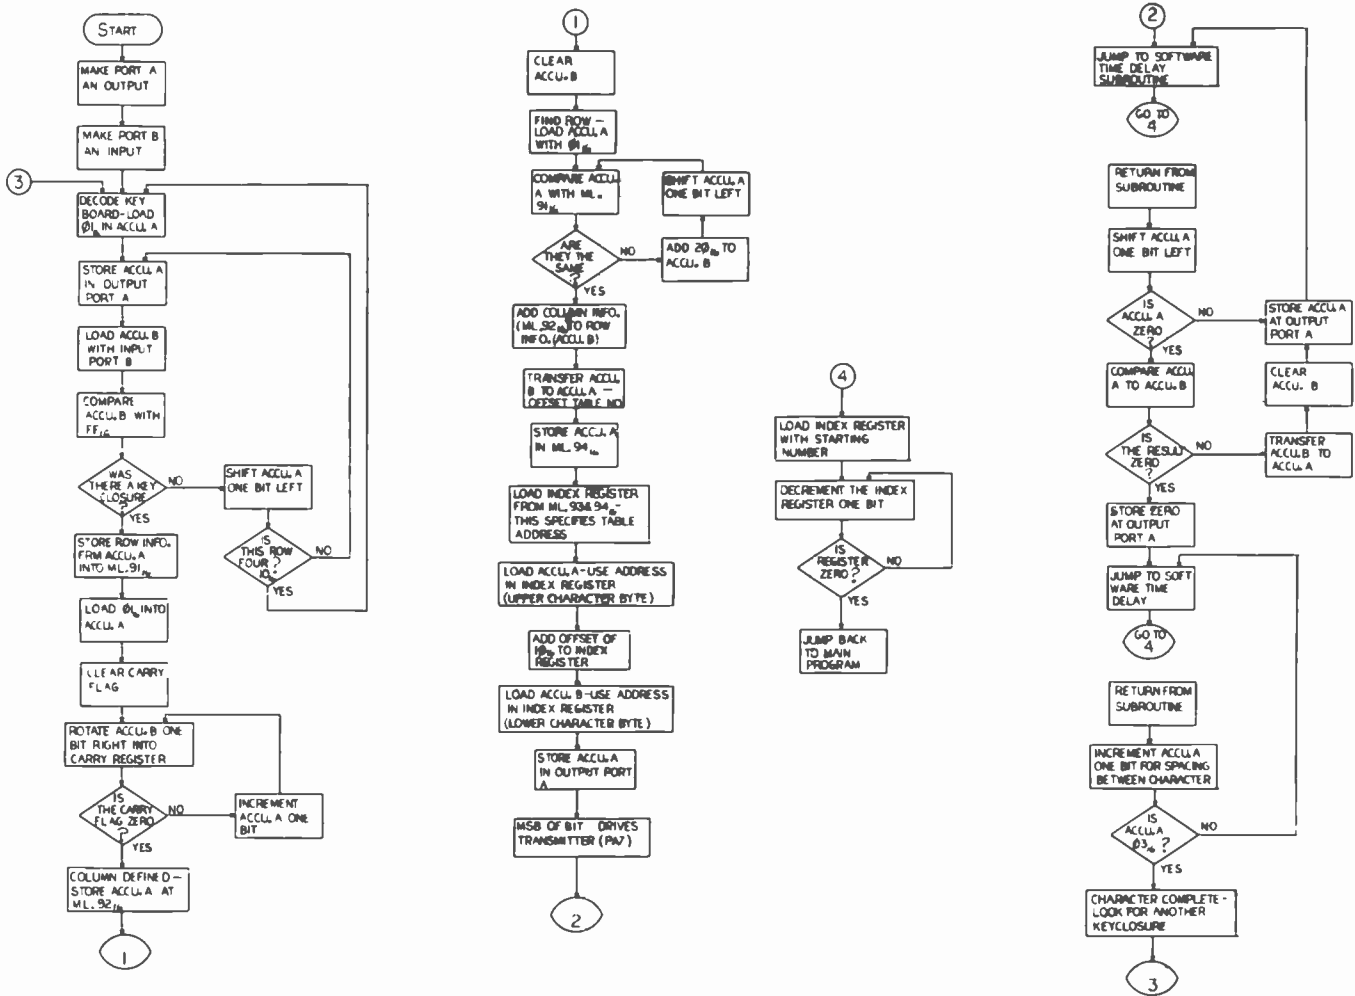 START
MAKE PORT A
AN OUTPUT
MAKE PORT B
AN INPUT
3
DECODE KEY
BOARD-LOAD
Ø1₁₆ IN ACCU. A
STORE ACCU. A
IN OUTPUT
PORT A
LOAD ACCU. B
WITH INPUT
PORT B
COMPARE
ACCU. B WITH
FF₁₆
WAS
THERE A KEY
CLOSURE
?
NO
YES
SHIFT ACCU. A
ONE BIT LEFT
IS
THIS ROW
FOUR ?
10₁₆
NO
YES
STORE ROW INFO.
FRM ACCU. A
INTO ML. 91₁₆
LOAD Ø1₁₆ INTO
ACCU. A
CLEAR CARRY
FLAG
ROTATE ACCU. B ONE
BIT RIGHT INTO
CARRY REGISTER
IS
THE CARRY
FLAG ZERO
?
NO
YES
INCREMENT
ACCU. A ONE
BIT
COLUMN DEFINED -
STORE ACCU. A AT
ML. 92₁₆
1
1
CLEAR
ACCU. B
FIND ROW -
LOAD ACCU. A
WITH Ø1₁₆
COMPARE ACCU.
A WITH ML.
91₁₆
SHIFT ACCU. A
ONE BIT LEFT
ARE
THEY THE
SAME
?
NO
YES
ADD 2Ø₁₆ TO
ACCU. B
ADD COLUMN INFO.
(ML. 92₁₆ TO ROW
INFO. (ACCU. B)
TRANSFER ACCU.
B TO ACCU. A -
OFFSET TABLE NO.
STORE ACCU. A
IN ML. 94₁₆
LOAD INDEX REGISTER
FROM ML. 93&94₁₆-
THIS SPECIFIES TABLE
ADDRESS
LOAD ACCU. A-USE ADDRESS
IN INDEX REGISTER
(UPPER CHARACTER BYTE)
ADD OFFSET OF
1Ø₁₆ TO INDEX
REGISTER
LOAD ACCU. B-USE ADDRESS
IN INDEX REGISTER
(LOWER CHARACTER BYTE)
STORE ACCU. A
IN OUTPUT PORT
A
MSB OF BIT DRIVES
TRANSMITTER (PA7)
2
4
LOAD INDEX REGISTER
WITH STARTING
NUMBER
DECREMENT THE INDEX
REGISTER ONE BIT
IS
REGISTER
ZERO ?
NO
YES
JUMP BACK
TO MAIN
PROGRAM
2
JUMP TO SOFTWARE
TIME DELAY
SUBROUTINE
GO TO
4
RETURN FROM
SUBROUTINE
SHIFT ACCU. A
ONE BIT LEFT
IS
ACCU. A
ZERO
?
NO
YES
STORE ACCU. A
AT OUTPUT
PORT A
COMPARE ACCU.
A TO ACCU. B
CLEAR
ACCU. B
IS
THE RESULT
ZERO
?
NO
YES
TRANSFER
ACCU. B TO
ACCU. A
STORE ZERO
AT OUTPUT
PORT A
JUMP TO SOFT
WARE TIME
DELAY
GO TO
4
RETURN FROM
SUBROUTINE
INCREMENT ACCU. A
ONE BIT FOR SPACING
BETWEEN CHARACTER
IS
ACCU. A
Ø3₁₆ ?
NO
YES
CHARACTER COMPLETE -
LOOK FOR ANOTHER
KEYCLOSURE
3